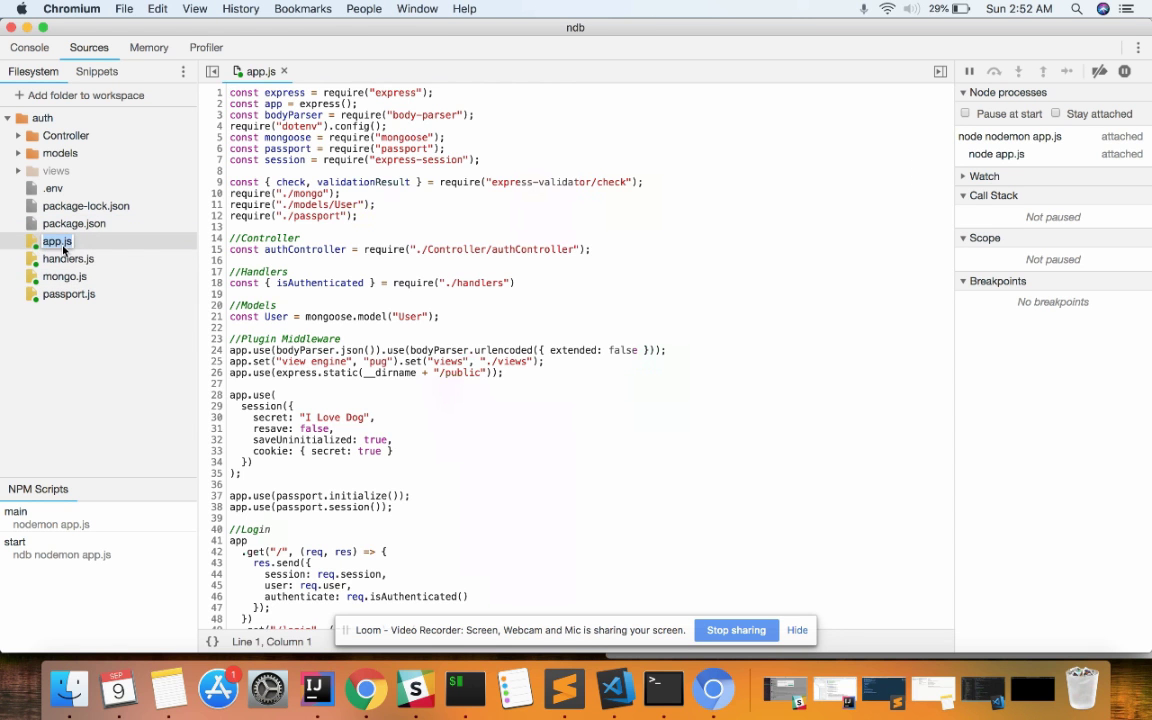 Chromium File Edit View History Bookmarks People Window Help 29% Sun 2:52 AM
ndb
Console Sources Memory Profiler
Filesystem Snippets
app.js
+ Add folder to workspace
auth
Controller
models
views
.env
package-lock.json
package.json
app.js
handlers.js
mongo.js
passport.js
NPM Scripts
main
nodemon app.js
start
ndb nodemon app.js
1 const express = require("express");
2 const app = express();
3 const bodyParser = require("body-parser");
4 require("dotenv").config();
5 const mongoose = require("mongoose");
6 const passport = require("passport");
7 const session = require("express-session");
8
9 const { check, validationResult } = require("express-validator/check");
10 require("./mongo");
11 require("./models/User");
12 require("./passport");
13
14 //Controller
15 const authController = require("./Controller/authController");
16
17 //Handlers
18 const { isAuthenticated } = require("./handlers")
19
20 //Models
21 const User = mongoose.model("User");
22
23 //Plugin Middleware
24 app.use(bodyParser.json()).use(bodyParser.urlencoded({ extended: false }));
25 app.set("view engine", "pug").set("views", "./views");
26 app.use(express.static(__dirname + "/public"));
27
28 app.use(
29 session({
30 secret: "I Love Dog",
31 resave: false,
32 saveUninitialized: true,
33 cookie: { secret: true }
34 })
35 );
36
37 app.use(passport.initialize());
38 app.use(passport.session());
39
40 //Login
41 app
42 .get("/", (req, res) => {
43 res.send({
44 session: req.session,
45 user: req.user,
46 authenticate: req.isAuthenticated()
47 });
48 })
{} Line 1, Column 1
Node processes
Pause at start Stay attached
node nodemon app.js attached
node app.js attached
Watch
Call Stack
Not paused
Scope
Not paused
Breakpoints
No breakpoints
Loom - Video Recorder: Screen, Webcam and Mic is sharing your screen. Stop sharing Hide
SEP
9
1
IJ
$
>_